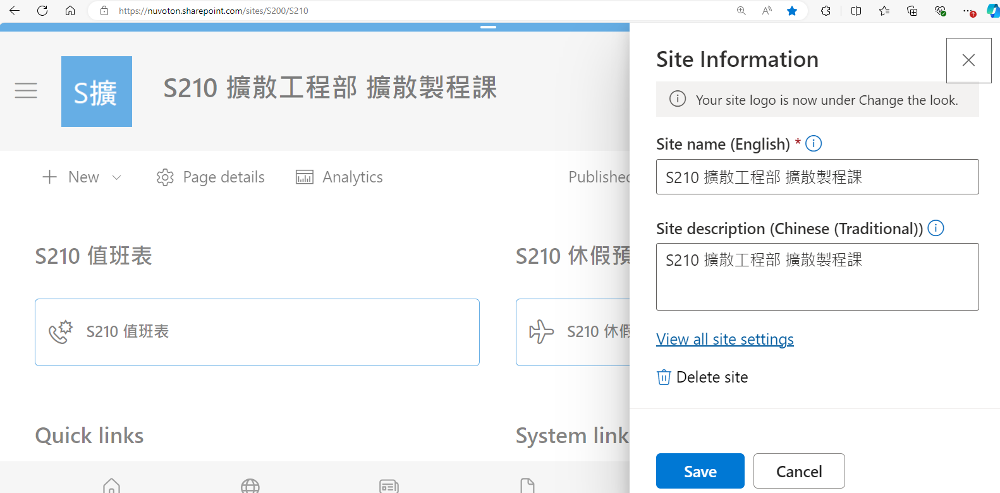 https://nuvoton.sharepoint.com/sites/S200/S210
S擴
S210 擴散工程部 擴散製程課
New
Page details
Analytics
Published
S210 值班表
S210 休假預
S210 值班表
S210 休假
Quick links
System link
Site Information
Your site logo is now under Change the look.
Site name (English) *
S210 擴散工程部 擴散製程課
Site description (Chinese (Traditional))
S210 擴散工程部 擴散製程課
View all site settings
Delete site
Save
Cancel